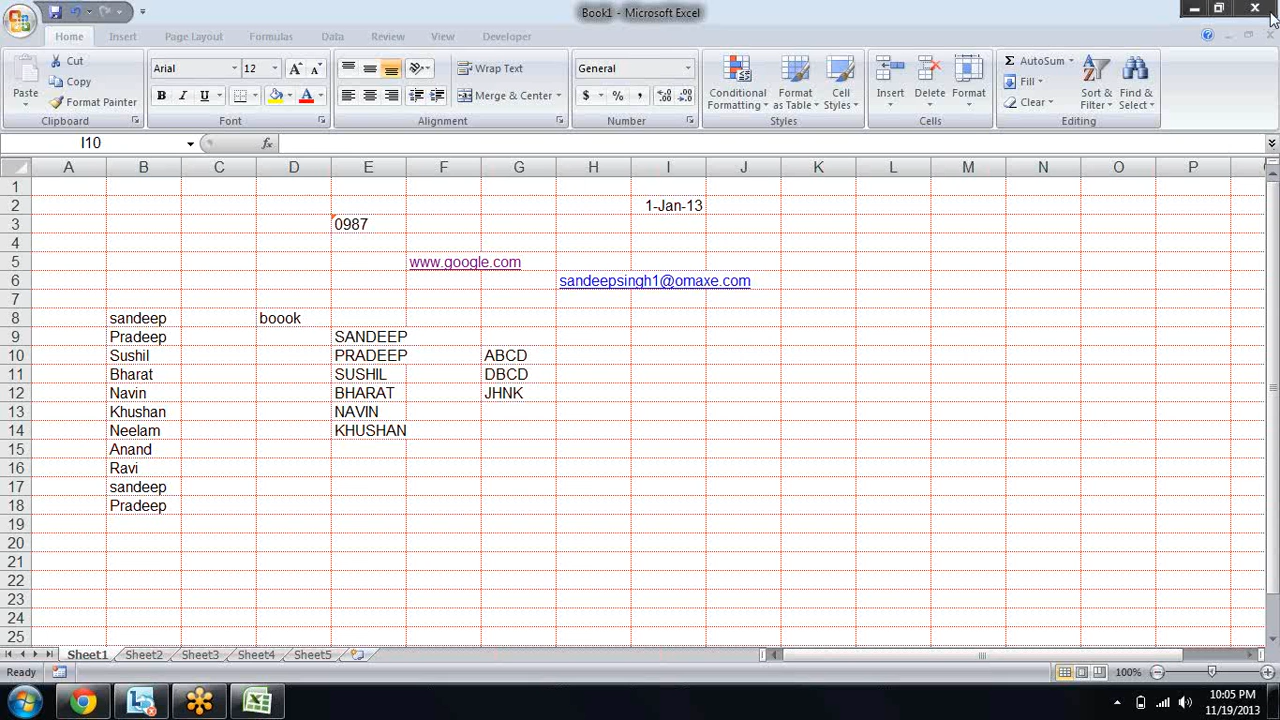 Book1 - Microsoft Excel
Home Insert Page Layout Formulas Data Review View Developer
Paste Cut Copy Format Painter Clipboard
Arial 12 A A B I U A Font
Wrap Text Merge & Center Alignment
General $ % , Number
Conditional Formatting Format as Table Cell Styles Styles
Insert Delete Format Cells
Σ AutoSum Fill Clear Sort & Filter Find & Select Editing
I10 fx
A B C D E F G H I J K L M N O P
1
2 1-Jan-13
3 0987
4
5 www.google.com
6 sandeepsingh1@omaxe.com
7
8 sandeep boook
9 Pradeep SANDEEP
10 Sushil PRADEEP ABCD
11 Bharat SUSHIL DBCD
12 Navin BHARAT JHNK
13 Khushan NAVIN
14 Neelam KHUSHAN
15 Anand
16 Ravi
17 sandeep
18 Pradeep
19
20
21
22
23
24
25
Sheet1 Sheet2 Sheet3 Sheet4 Sheet5
Ready 100%
10:05 PM
11/19/2013